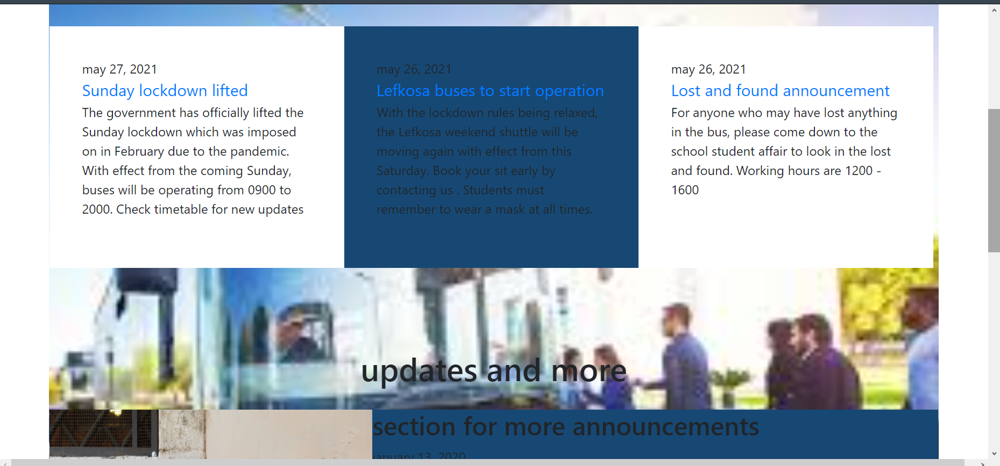 may 27, 2021
Sunday lockdown lifted
The government has officially lifted the
Sunday lockdown which was imposed
on in February due to the pandemic.
With effect from the coming Sunday,
buses will be operating from 0900 to
2000. Check timetable for new updates
may 26, 2021
Lefkosa buses to start operation
With the lockdown rules being relaxed,
the Lefkosa weekend shuttle will be
moving again with effect from this
Saturday. Book your sit early by
contacting us . Students must
remember to wear a mask at all times.
may 26, 2021
Lost and found announcement
For anyone who may have lost anything
in the bus, please come down to the
school student affair to look in the lost
and found. Working hours are 1200 -
1600
updates and more
section for more announcements
january 13, 2020